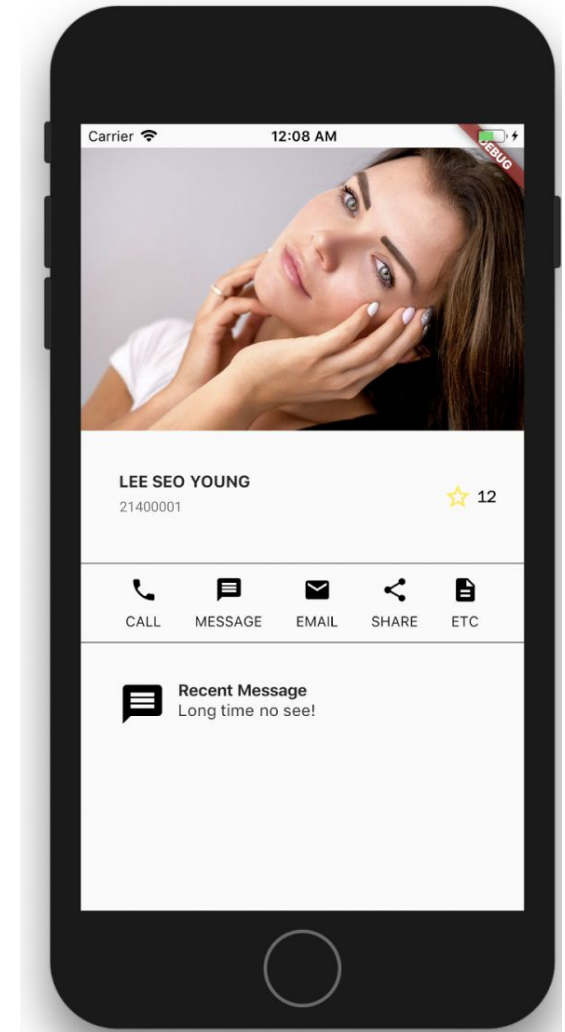 Carrier 12:08 AM
DEBUG
LEE SEO YOUNG
21400001
12
CALL MESSAGE EMAIL SHARE ETC
Recent Message
Long time no see!